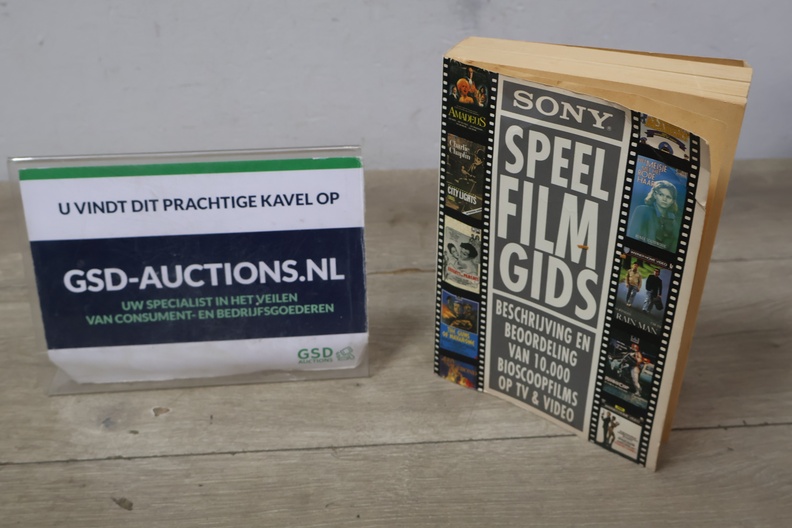 U VINDT DIT PRACHTIGE KAVEL OP
GSD-AUCTIONS.NL
UW SPECIALIST IN HET VEILEN
VAN CONSUMENT- EN BEDRIJFSGOEDEREN
GSD
AUCTIONS
SONY
SPEEL
FILM
GIDS
BESCHRIJVING EN
BEOORDELING
VAN 10.000
BIOSCOOPFILMS
OP TV & VIDEO
AMADEUS
Charlie
Chaplin
CITY LIGHTS
RAIN MAN